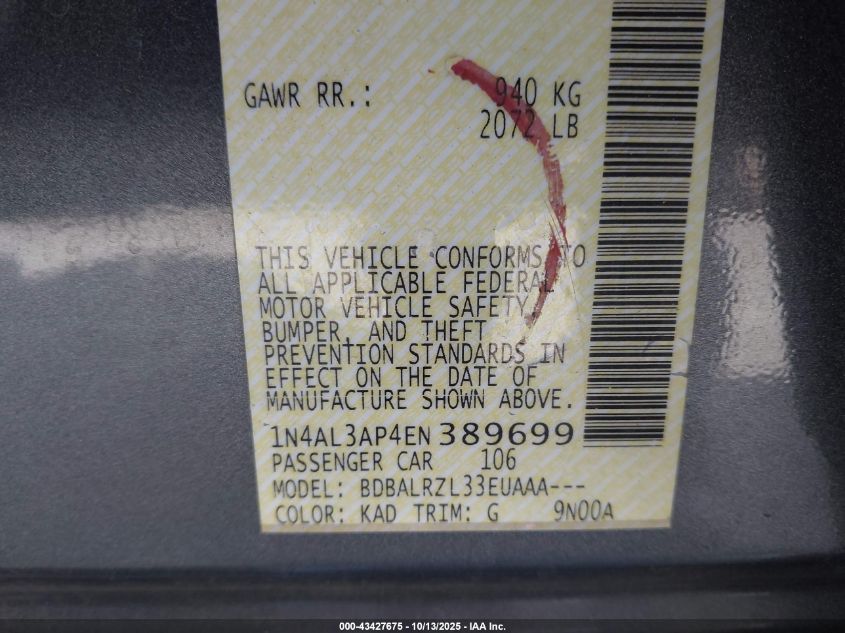 GAWR RR.: 940 KG
2072 LB
THIS VEHICLE CONFORMS TO
ALL APPLICABLE FEDERAL
MOTOR VEHICLE SAFETY,
BUMPER, AND THEFT
PREVENTION STANDARDS IN
EFFECT ON THE DATE OF
MANUFACTURE SHOWN ABOVE.
1N4AL3AP4EN389699
PASSENGER CAR 106
MODEL: BDBALRZL33EUAAA---
COLOR: KAD TRIM: G 9N00A
000-43427675 - 10/13/2025 - IAA Inc.